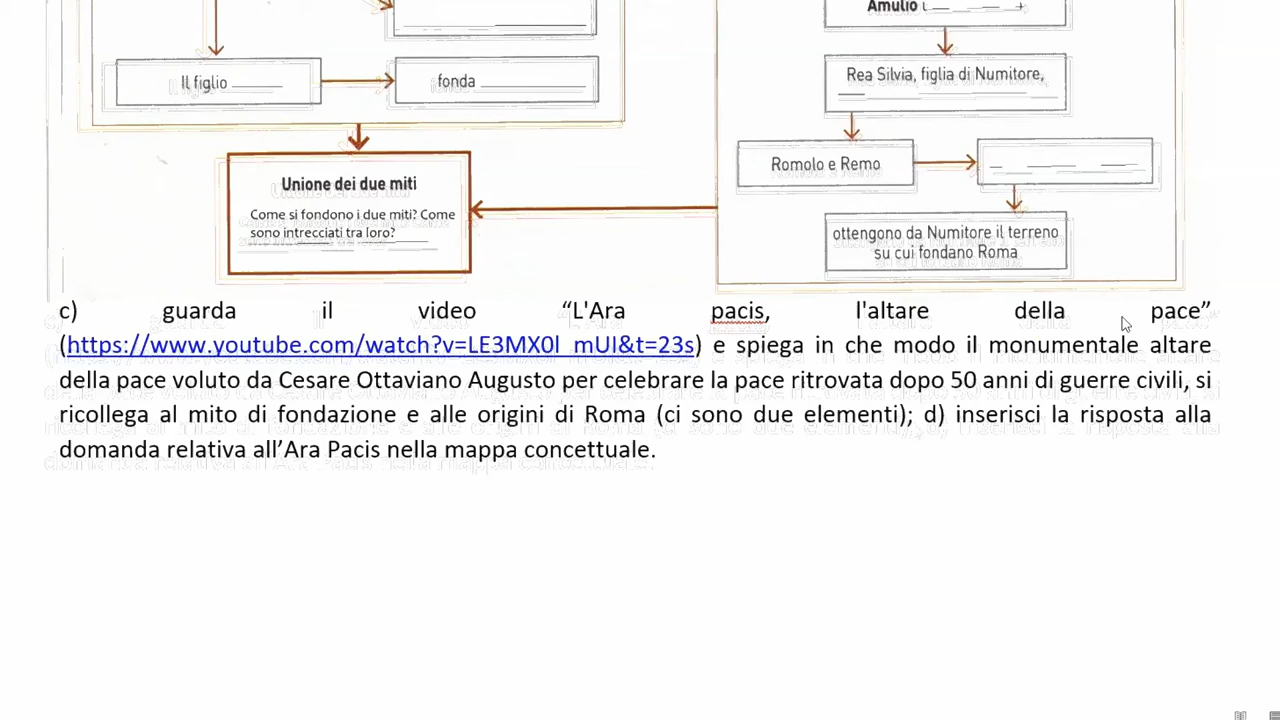 Amulio
Il figlio
fonda
Rea Silvia, figlia di Numitore,
Romolo e Remo
Unione dei due miti
Come si fondono i due miti? Come
sono intrecciati tra loro?
ottengono da Numitore il terreno
su cui fondano Roma
c) guarda il video “L'Ara pacis, l'altare della pace”
(https://www.youtube.com/watch?v=LE3MX0l_mUI&t=23s) e spiega in che modo il monumentale altare
della pace voluto da Cesare Ottaviano Augusto per celebrare la pace ritrovata dopo 50 anni di guerre civili, si
ricollega al mito di fondazione e alle origini di Roma (ci sono due elementi); d) inserisci la risposta alla
domanda relativa all’Ara Pacis nella mappa concettuale.